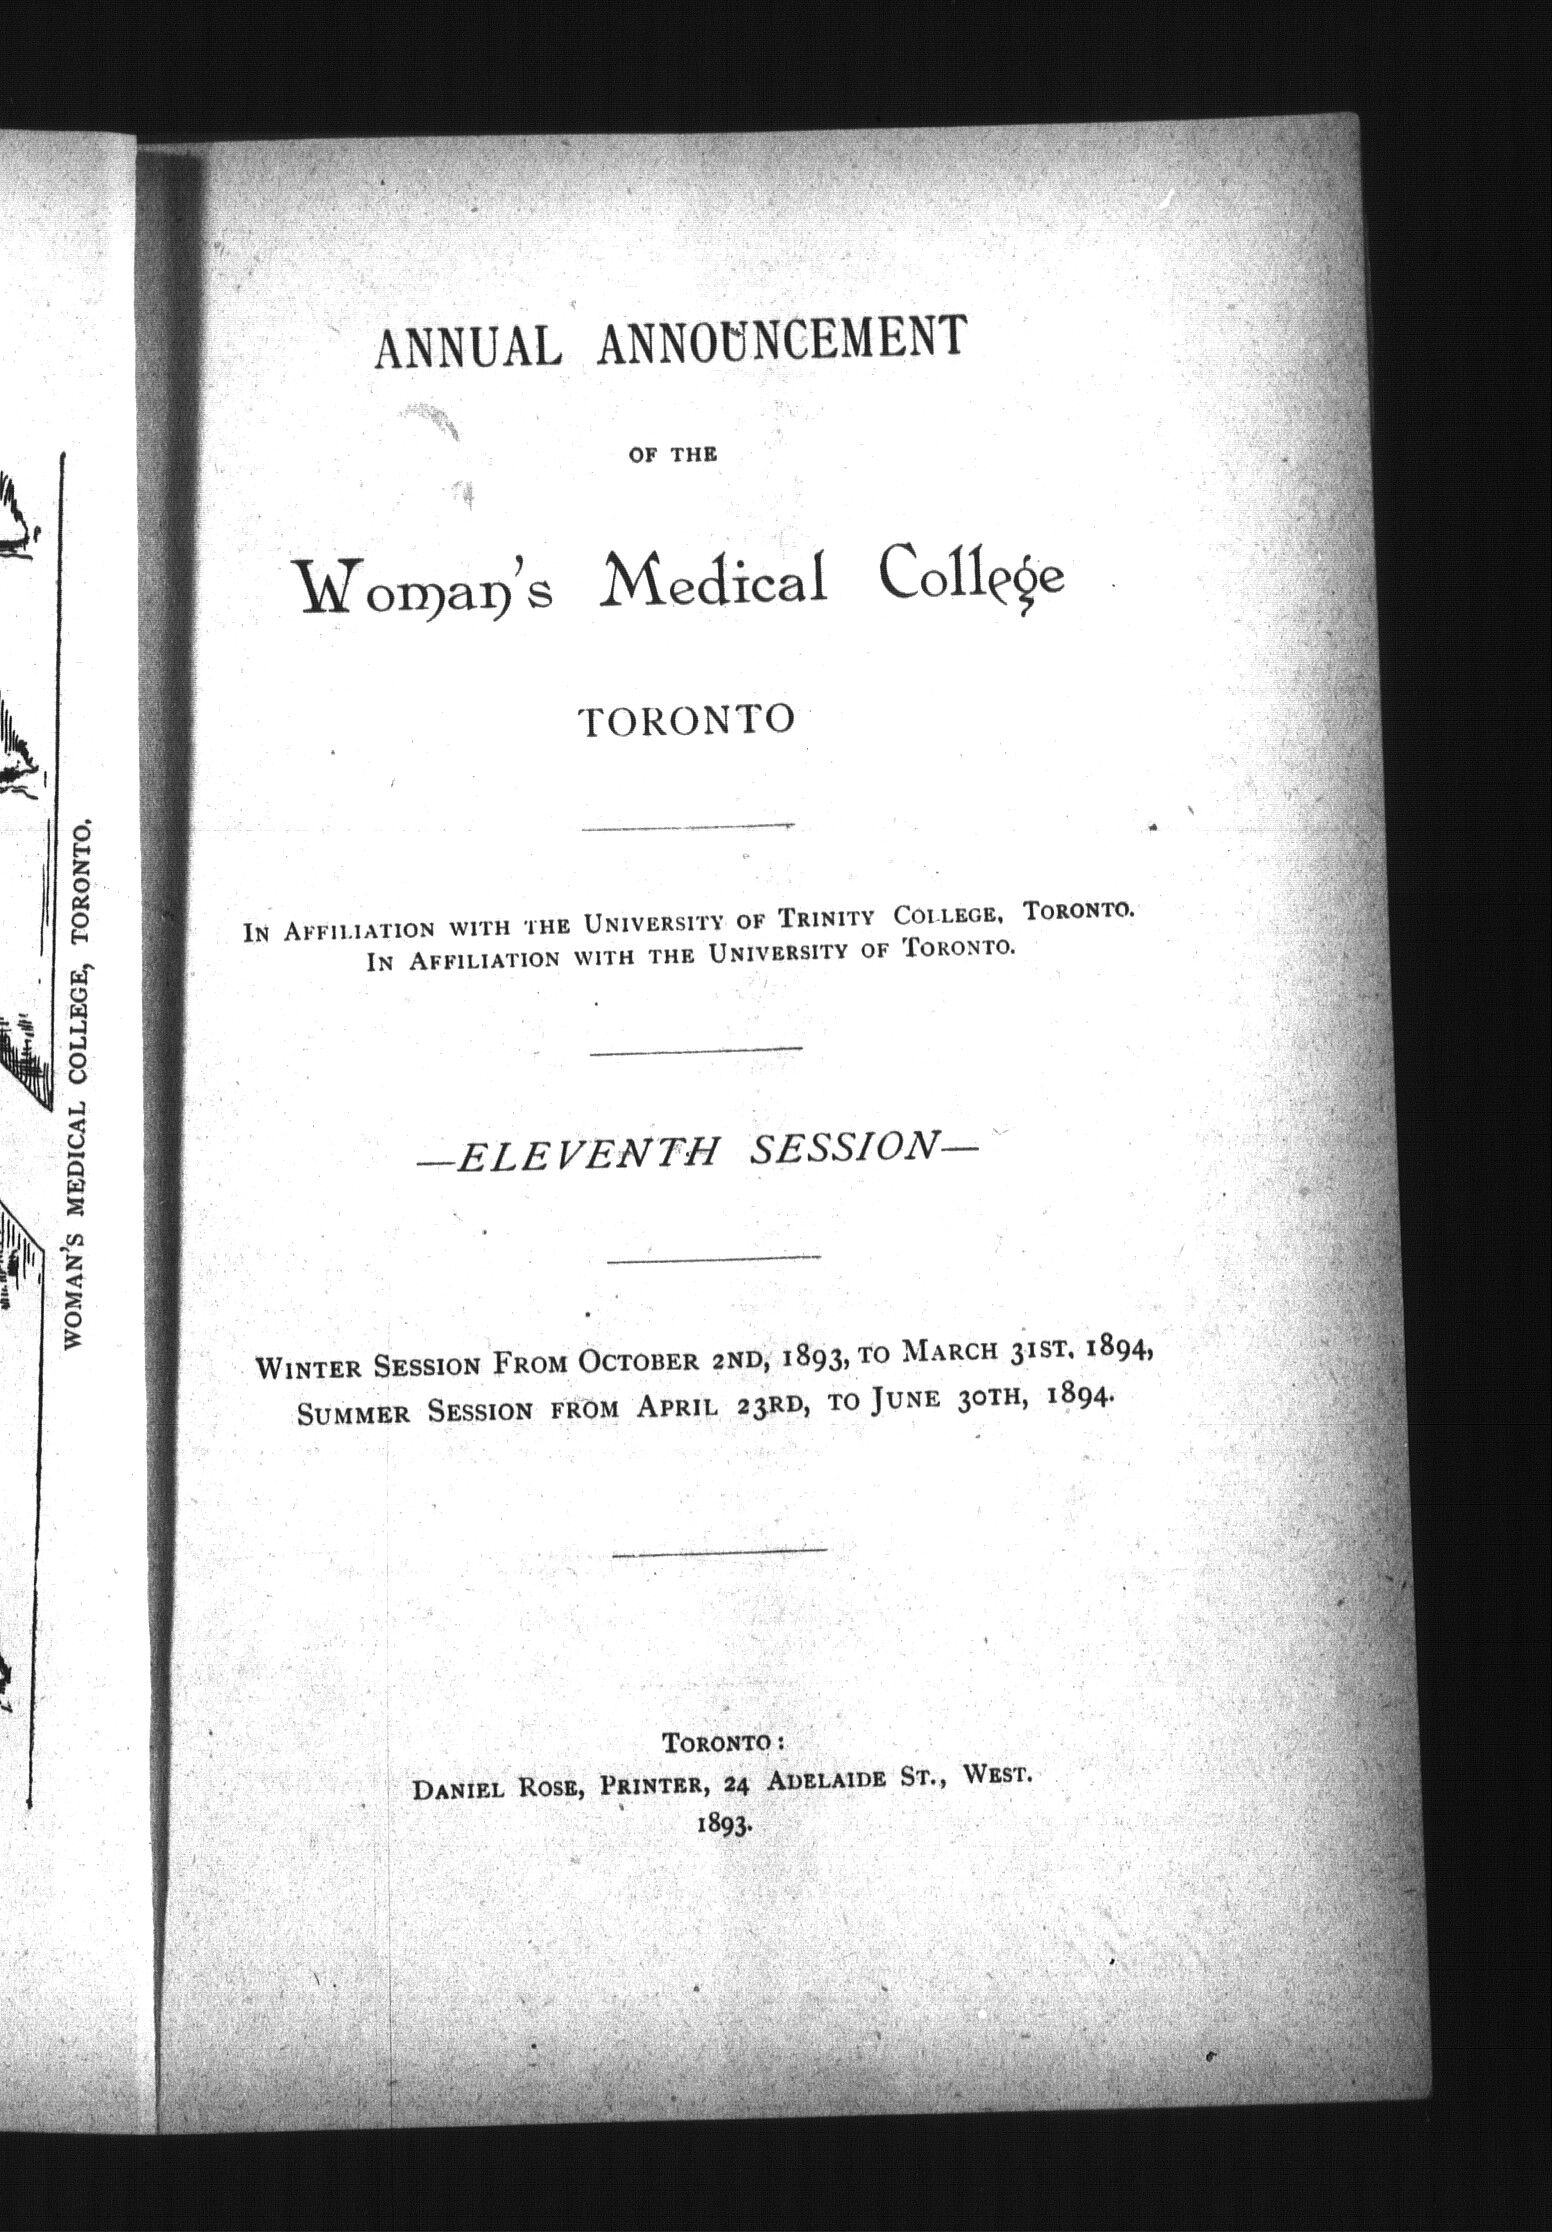 WOMAN'S MEDICAL COLLEGE, TORONTO.
ANNUAL ANNOUNCEMENT
OF THE
Woman's Medical College
TORONTO
IN AFFILIATION WITH THE UNIVERSITY OF TRINITY COLLEGE, TORONTO.
IN AFFILIATION WITH THE UNIVERSITY OF TORONTO.
—ELEVENTH SESSION—
WINTER SESSION FROM OCTOBER 2ND, 1893, TO MARCH 31ST, 1894,
SUMMER SESSION FROM APRIL 23RD, TO JUNE 30TH, 1894.
TORONTO:
DANIEL ROSE, PRINTER, 24 ADELAIDE ST., WEST.
1893.